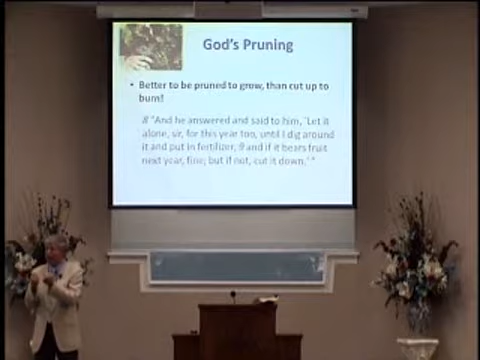 God's Pruning
• Better to be pruned to grow, than cut up to
burn!
8 "And he answered and said to him, 'Let it
alone, sir, for this year too, until I dig around
it and put in fertilizer; 9 and if it bears fruit
next year, fine; but if not, cut it down.' "